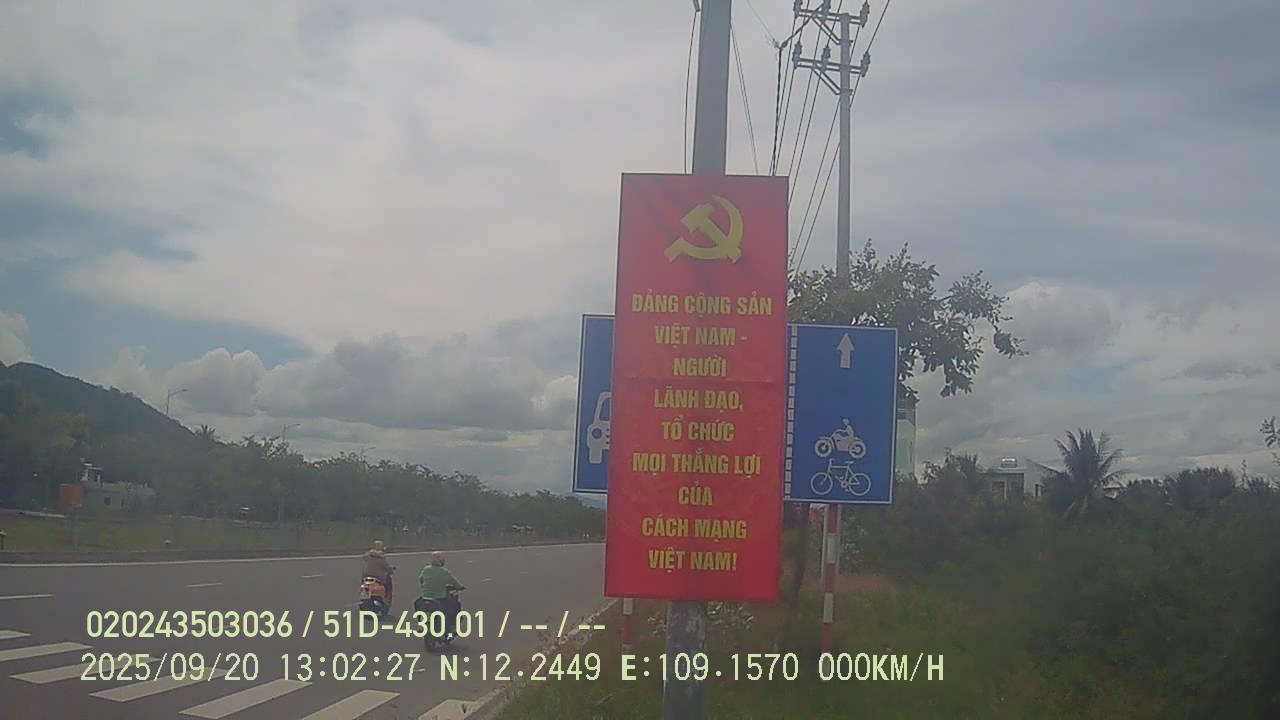 ĐẢNG CỘNG SẢN
VIỆT NAM -
NGƯỜI
LÃNH ĐẠO,
TỔ CHỨC
MỌI THẮNG LỢI
CỦA
CÁCH MẠNG
VIỆT NAM!
020243503036 / 51D-430.01 / -- / --
2025/09/20 13:02:27 N:12.2449 E:109.1570 000KM/H